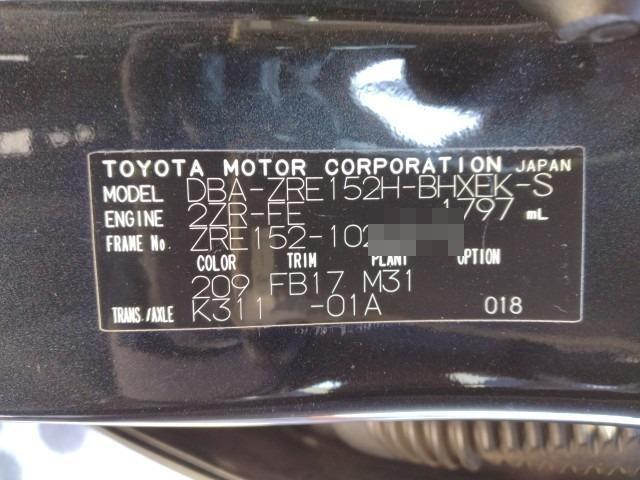 TOYOTA MOTOR CORPORATION JAPAN
MODEL DBA-ZRE152H-BHXEK-S
ENGINE 2ZR-FE 1797 mL
FRAME No. ZRE152-102
COLOR TRIM PLANT OPTION
209 FB17 M31
TRANS./AXLE K311 -01A 018